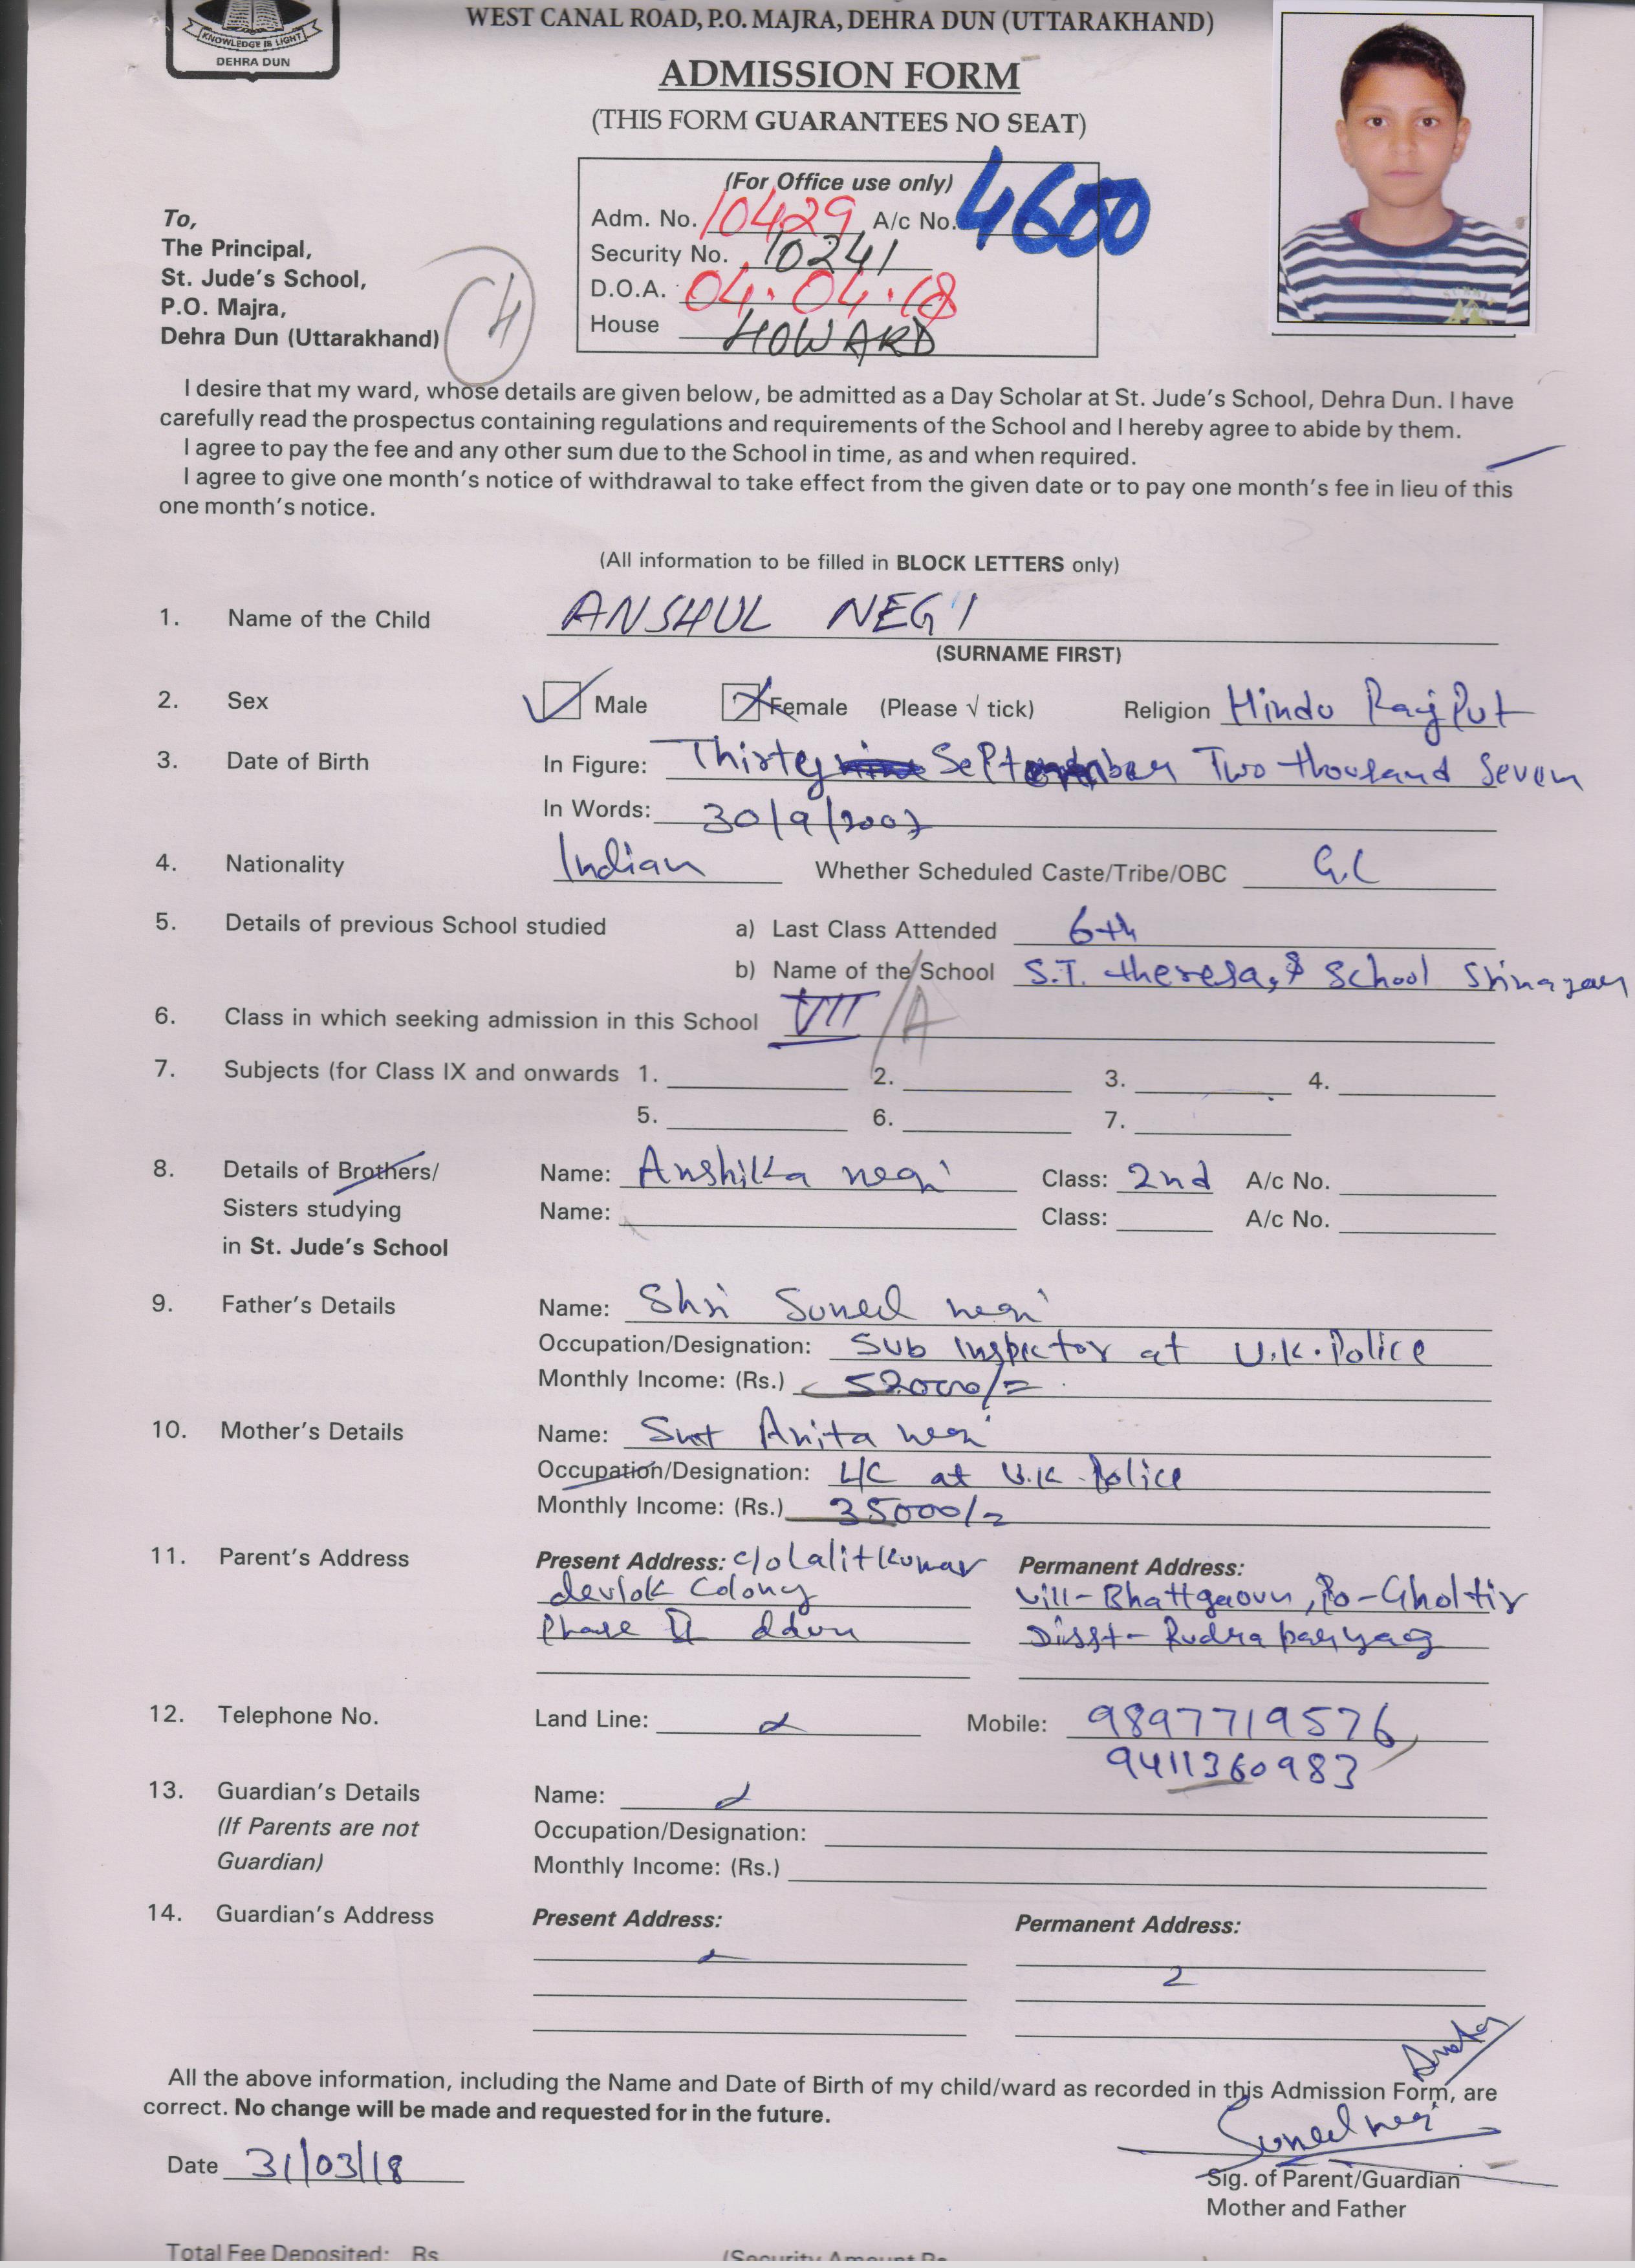 KNOWLEDGE IS LIGHT
DEHRA DUN
WEST CANAL ROAD, P.O. MAJRA, DEHRA DUN (UTTARAKHAND)
ADMISSION FORM
(THIS FORM GUARANTEES NO SEAT)
(For Office use only)
Adm. No. 10429 A/c No. 4600
Security No. 10241
D.O.A. 04.04.18
House HOWARD
To,
The Principal,
St. Jude's School,
P.O. Majra,
Dehra Dun (Uttarakhand)
I desire that my ward, whose details are given below, be admitted as a Day Scholar at St. Jude's School, Dehra Dun. I have
carefully read the prospectus containing regulations and requirements of the School and I hereby agree to abide by them.
I agree to pay the fee and any other sum due to the School in time, as and when required.
I agree to give one month's notice of withdrawal to take effect from the given date or to pay one month's fee in lieu of this
one month's notice.
(All information to be filled in BLOCK LETTERS only)
1. Name of the Child ANSHUL NEGI
(SURNAME FIRST)
2. Sex Male Female (Please √ tick) Religion Hindu Rajput
3. Date of Birth In Figure: Thirty September Two thousand Seven
In Words: 30/9/2007
4. Nationality Indian Whether Scheduled Caste/Tribe/OBC G.C
5. Details of previous School studied a) Last Class Attended 6th
b) Name of the School S.T. theresa,s School Srinagar
6. Class in which seeking admission in this School VII /A
7. Subjects (for Class IX and onwards 1. 2. 3. 4.
5. 6. 7.
8. Details of Brothers/ Name: Anshika negi Class: 2nd A/c No.
Sisters studying Name: Class: A/c No.
in St. Jude's School
9. Father's Details Name: Shri Suneel negi
Occupation/Designation: Sub Inspector at U.K. Police
Monthly Income: (Rs.) 52000/=
10. Mother's Details Name: Smt Anita negi
Occupation/Designation: H/C at U.K. Police
Monthly Income: (Rs.) 35000/=
11. Parent's Address Present Address: c/o Lalit Kumar Permanent Address:
devlok Colony vill-Bhattgaoun, Po-Gholtir
Phase II ddun Disst-Rudraparyag
12. Telephone No. Land Line: Mobile: 9897719576
9411360983
13. Guardian's Details Name:
(If Parents are not Occupation/Designation:
Guardian) Monthly Income: (Rs.)
14. Guardian's Address Present Address: Permanent Address:
All the above information, including the Name and Date of Birth of my child/ward as recorded in this Admission Form, are
correct. No change will be made and requested for in the future.
Suneel negi
Date 31/03/18
Sig. of Parent/Guardian
Mother and Father
Total Fee Deposited: Rs.